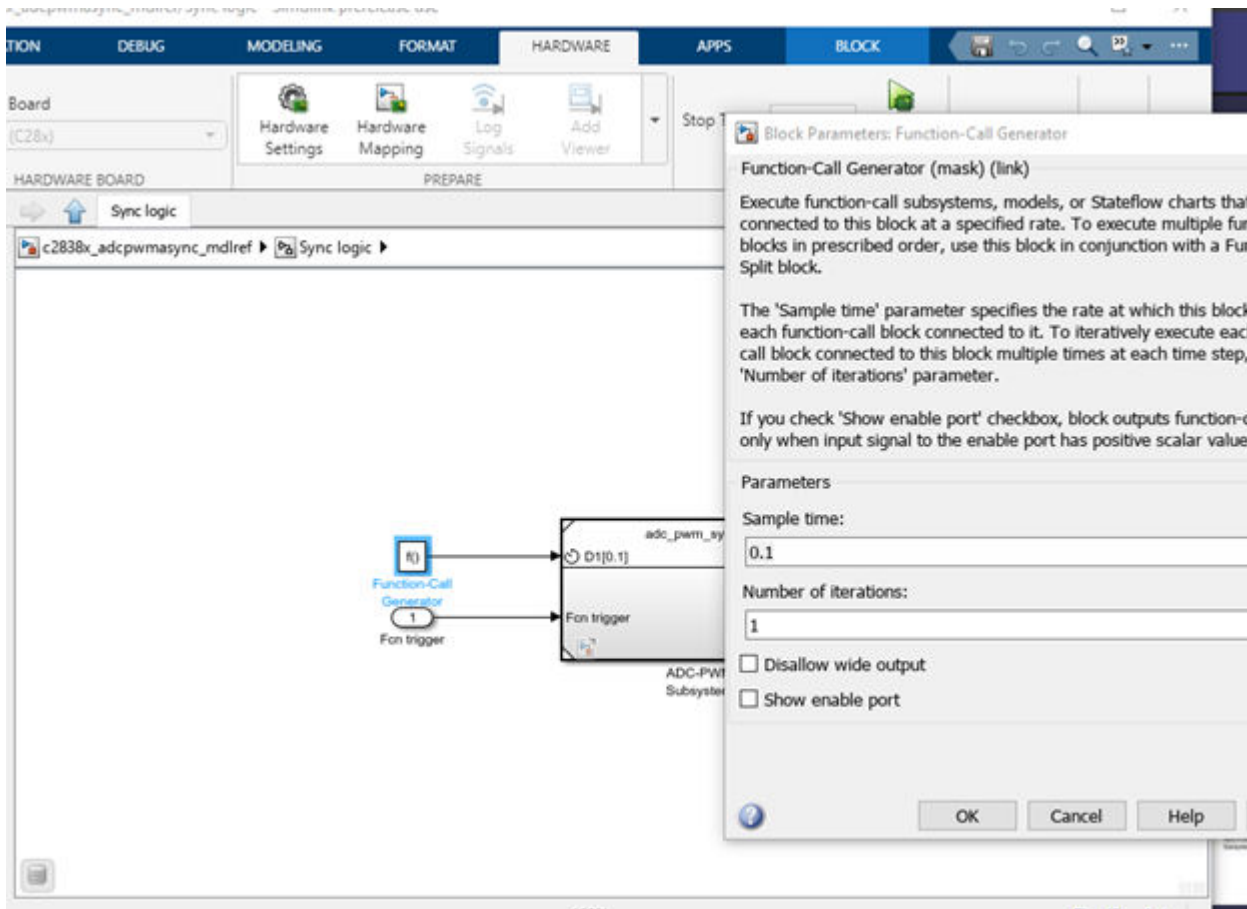 TION DEBUG MODELING FORMAT HARDWARE APPS BLOCK
Board
(C28x)
Hardware Settings
Hardware Mapping
Log Signals
Add Viewer
Stop T
HARDWARE BOARD
PREPARE
Sync logic
c2838x_adcpwmasync_mdlref Sync logic
f()
Function-Call
Generator
1
Fcn trigger
adc_pwm_sy
D1[0.1]
Fcn trigger
ADC-PW
Subsyste
Block Parameters: Function-Call Generator
Function-Call Generator (mask) (link)
Execute function-call subsystems, models, or Stateflow charts that
connected to this block at a specified rate. To execute multiple fu
blocks in prescribed order, use this block in conjunction with a Fu
Split block.
The 'Sample time' parameter specifies the rate at which this block
each function-call block connected to it. To iteratively execute eac
call block connected to this block multiple times at each time step,
'Number of iterations' parameter.
If you check 'Show enable port' checkbox, block outputs function-c
only when input signal to the enable port has positive scalar value
Parameters
Sample time:
0.1
Number of iterations:
1
Disallow wide output
Show enable port
OK Cancel Help